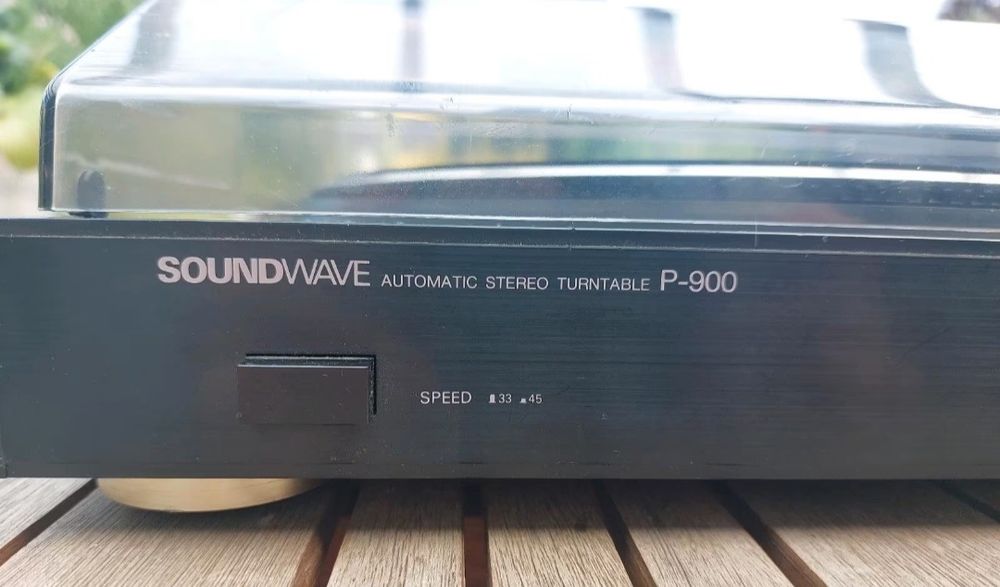 SOUNDWAVE AUTOMATIC STEREO TURNTABLE P-900
SPEED 33 45